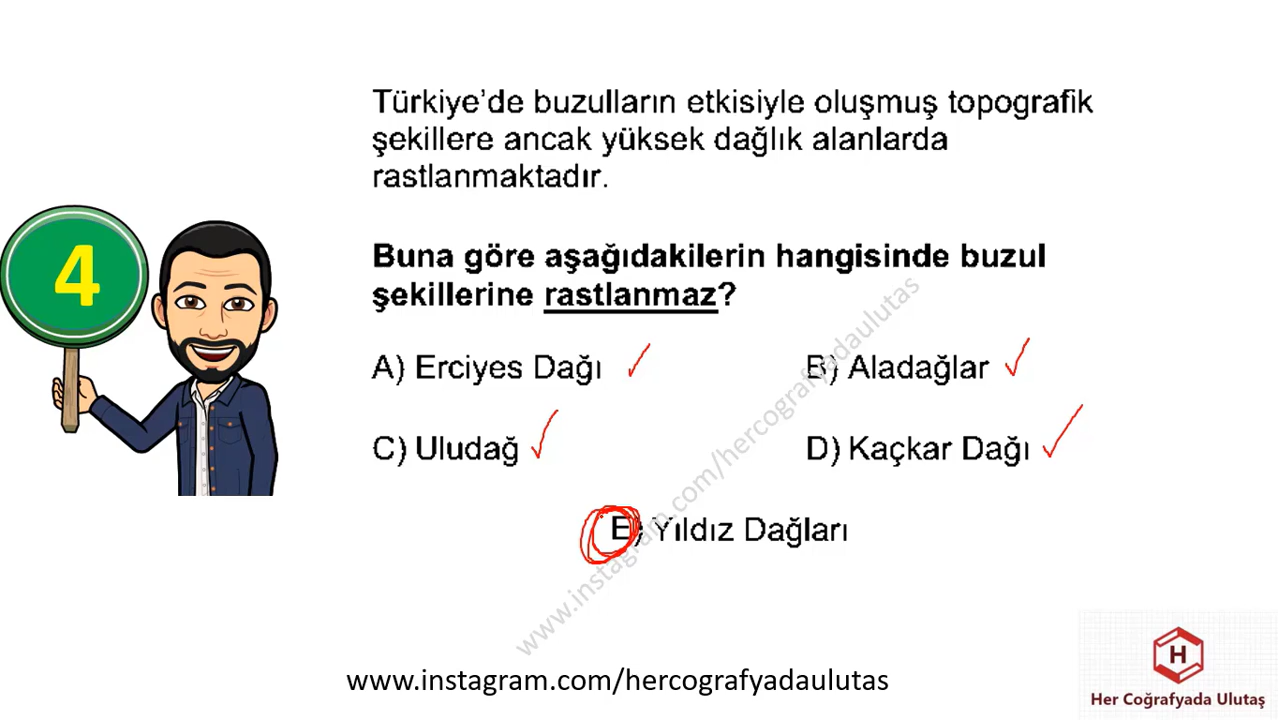 Türkiye’de buzulların etkisiyle oluşmuş topografik
şekillere ancak yüksek dağlık alanlarda
rastlanmaktadır.
4
Buna göre aşağıdakilerin hangisinde buzul
şekillerine rastlanmaz?
A) Erciyes Dağı
B) Aladağlar
C) Uludağ
D) Kaçkar Dağı
E) Yıldız Dağları
www.instagram.com/hercografyadaulutas
www.instagram.com/hercografyadaulutas
H
Her Coğrafyada Ulutaş